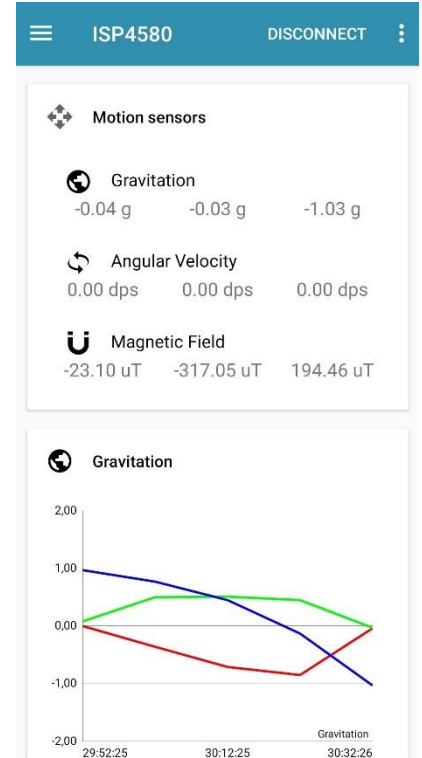 ISP4580 DISCONNECT
Motion sensors
Gravitation
-0.04 g -0.03 g -1.03 g
Angular Velocity
0.00 dps 0.00 dps 0.00 dps
Magnetic Field
-23.10 uT -317.05 uT 194.46 uT
Gravitation
2,00
1,00
0,00
-1,00
-2,00
Gravitation
29:52:25 30:12:25 30:32:26